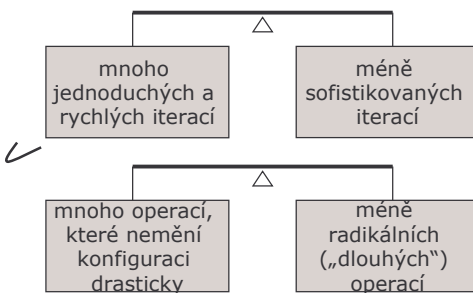 mnoho
jednoduchých a
rychlých iterací
méně
sofistikovaných
iterací
mnoho operací,
které nemění
konfiguraci
drasticky
méně
radikálních
(„dlouhých“)
operací